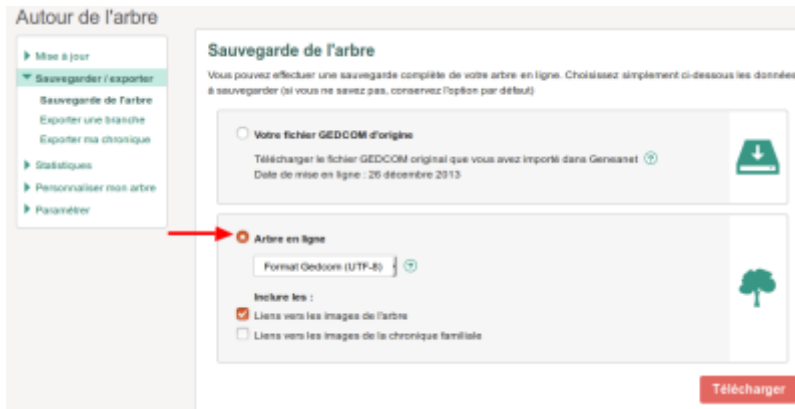 Autour de l'arbre
Mise à jour
Sauvegarder / exporter
Sauvegarde de l'arbre
Exporter une branche
Exporter ma chronique
Statistiques
Personnaliser mon arbre
Paramétrer
Sauvegarde de l'arbre
Vous pouvez effectuer une sauvegarde complète de votre arbre en ligne. Choisissez simplement ci-dessous les données
à sauvegarder (si vous ne savez pas, conservez l'option par défaut)
Votre fichier GEDCOM d'origine
Télécharger le fichier GEDCOM original que vous avez importé dans Geneanet ?
Date de mise en ligne : 26 décembre 2013
Arbre en ligne
Format Gedcom (UTF-8) ?
Inclure les :
Liens vers les images de l'arbre
Liens vers les images de la chronique familiale
Télécharger